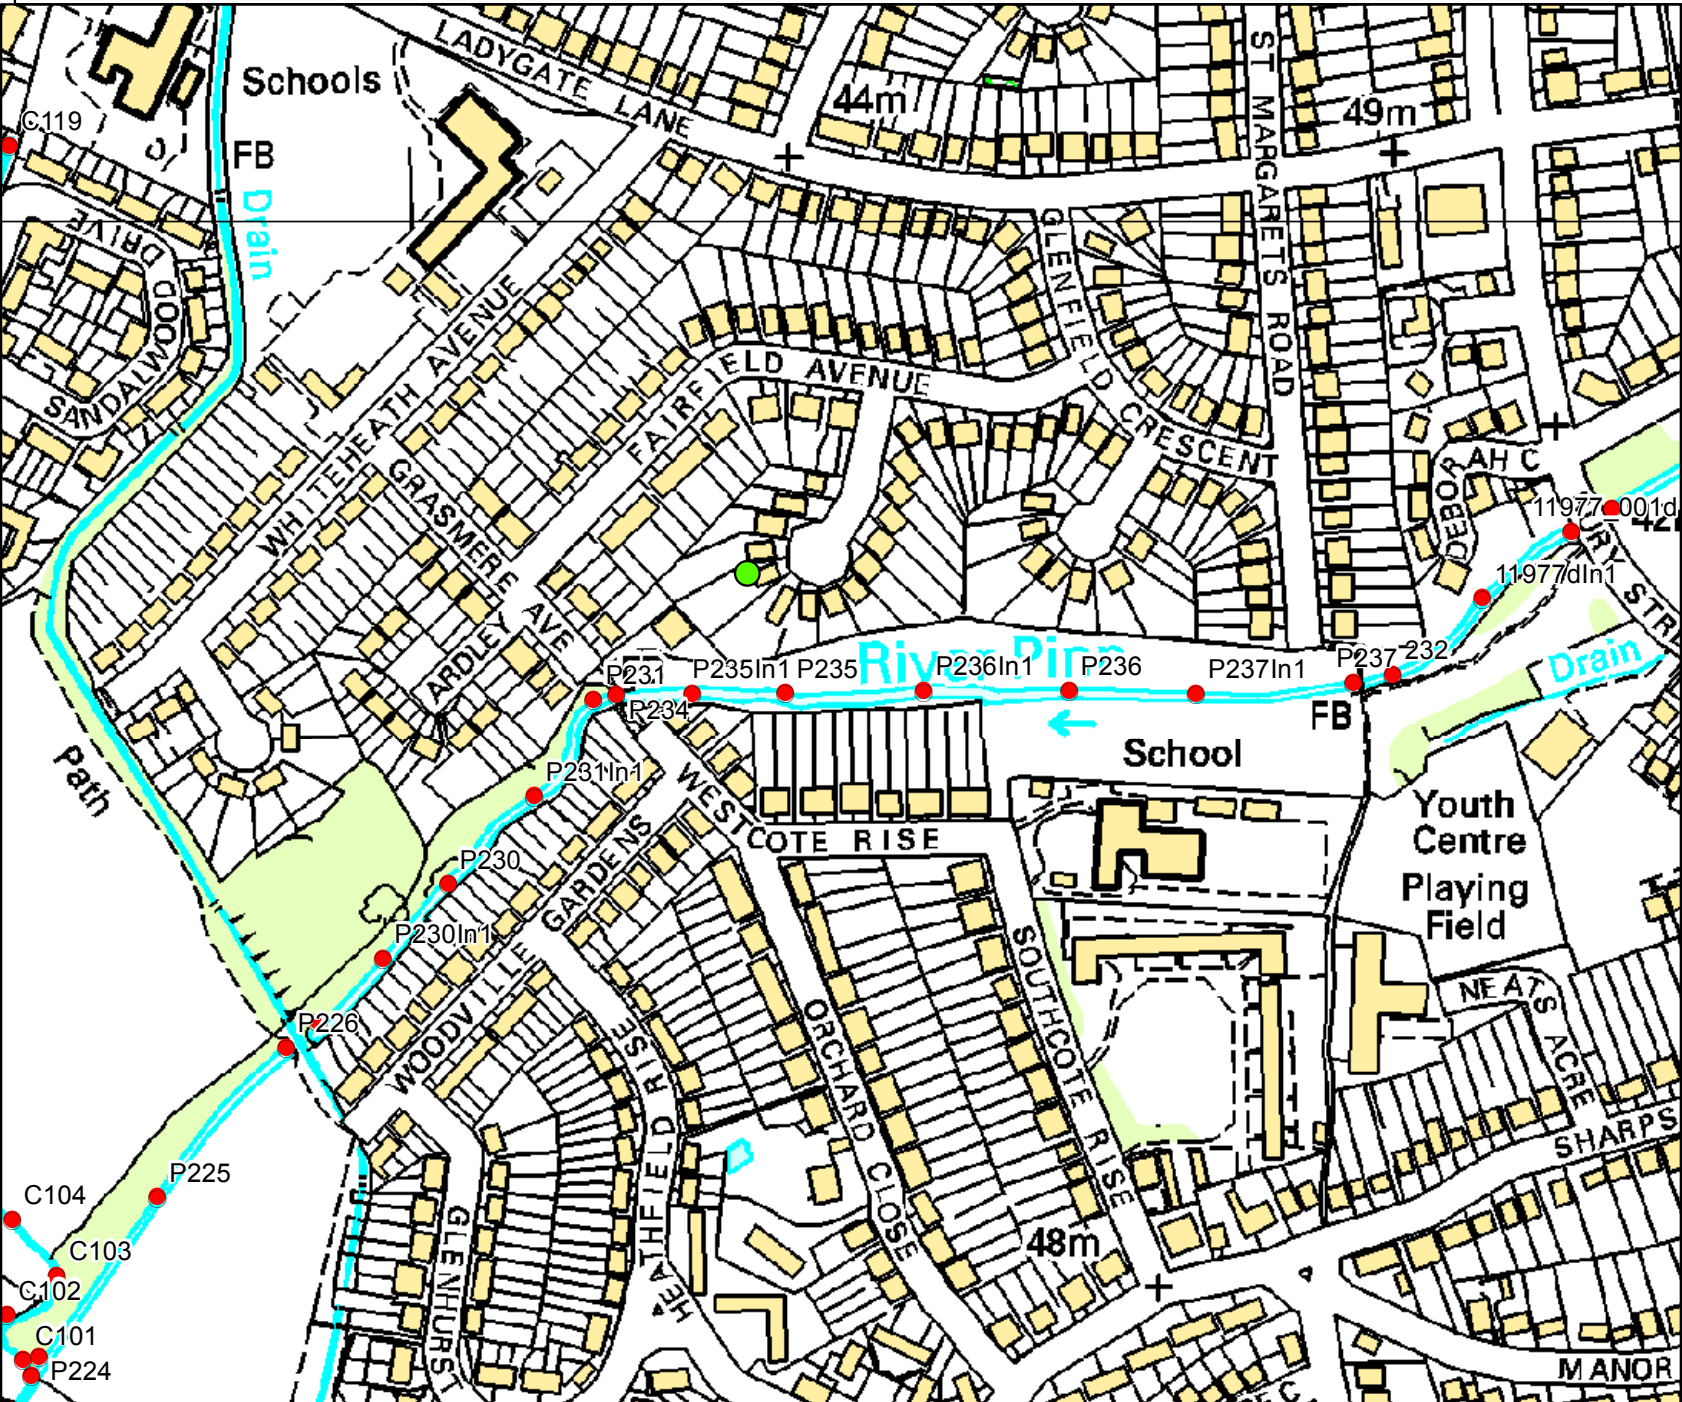 LADYGATE LANE
Schools
44m
ST MARGARETS ROAD
49m
C119
FB
Drain
SANDALWOOD DRIVE
WHITEHEATH AVENUE
GLENFIELD CRESCENT
FAIRFIELD AVENUE
GRASMERE AVE
DEBORAH C
11977_001d
11977dIn1
ARDLEY
River Pinn
P231
P235In1
P235
P236In1
P236
P237In1
P237
232
Drain
P234
FB
School
Path
P231In1
WESTCOTE RISE
Youth
Centre
Playing
Field
P230
P230In1
WOODVILLE GARDENS
P226
ORCHARD CLOSE
SOUTHCOTE RISE
NEATS ACRE
SHARPS
HEATHFIELD RISE
P225
C104
C103
C102
C101
P224
GLENHURST
48m
MANOR